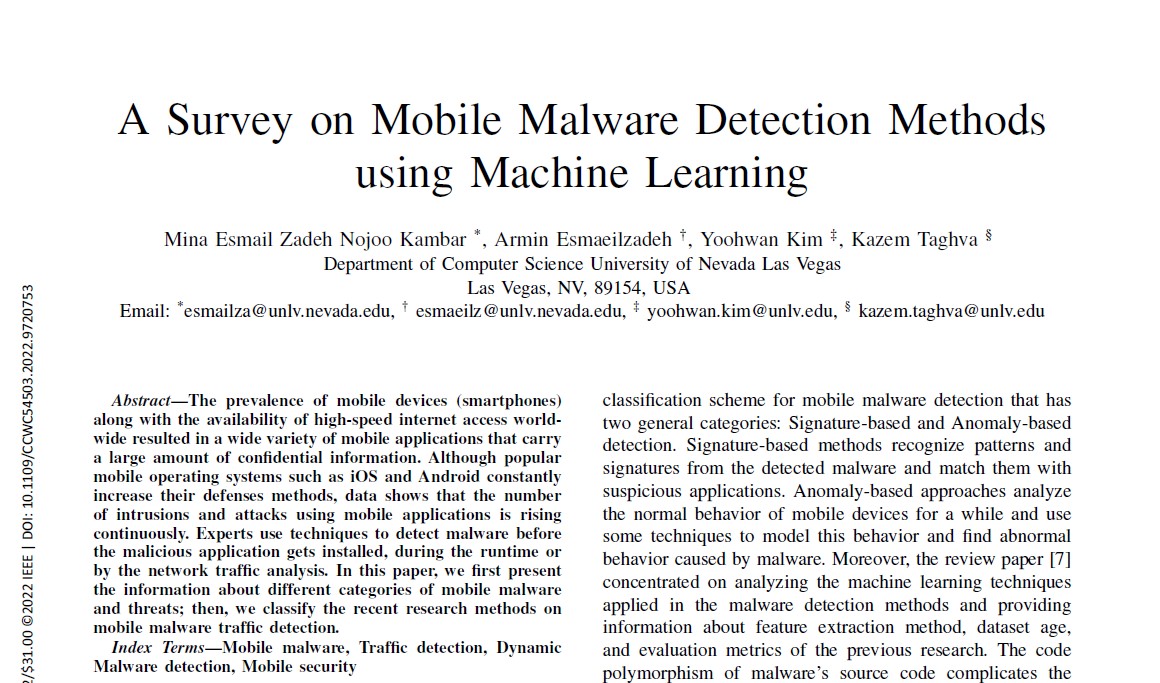 A Survey on Mobile Malware Detection Methods
using Machine Learning
Mina Esmail Zadeh Nojoo Kambar *, Armin Esmaeilzadeh †, Yoohwan Kim ‡, Kazem Taghva §
Department of Computer Science University of Nevada Las Vegas
Las Vegas, NV, 89154, USA
Email: *esmailza@unlv.nevada.edu, † esmaeilz@unlv.nevada.edu, ‡ yoohwan.kim@unlv.edu, § kazem.taghva@unlv.edu
Abstract—The prevalence of mobile devices (smartphones)
along with the availability of high-speed internet access world-
wide resulted in a wide variety of mobile applications that carry
a large amount of confidential information. Although popular
mobile operating systems such as iOS and Android constantly
increase their defenses methods, data shows that the number
of intrusions and attacks using mobile applications is rising
continuously. Experts use techniques to detect malware before
the malicious application gets installed, during the runtime or
by the network traffic analysis. In this paper, we first present
the information about different categories of mobile malware
and threats; then, we classify the recent research methods on
mobile malware traffic detection.
Index Terms—Mobile malware, Traffic detection, Dynamic
Malware detection, Mobile security
classification scheme for mobile malware detection that has
two general categories: Signature-based and Anomaly-based
detection. Signature-based methods recognize patterns and
signatures from the detected malware and match them with
suspicious applications. Anomaly-based approaches analyze
the normal behavior of mobile devices for a while and use
some techniques to model this behavior and find abnormal
behavior caused by malware. Moreover, the review paper [7]
concentrated on analyzing the machine learning techniques
applied in the malware detection methods and providing
information about feature extraction method, dataset age,
and evaluation metrics of the previous research. The code
polymorphism of malware's source code complicates the
2/$31.00 ©2022 IEEE | DOI: 10.1109/CCWC54503.2022.9720753